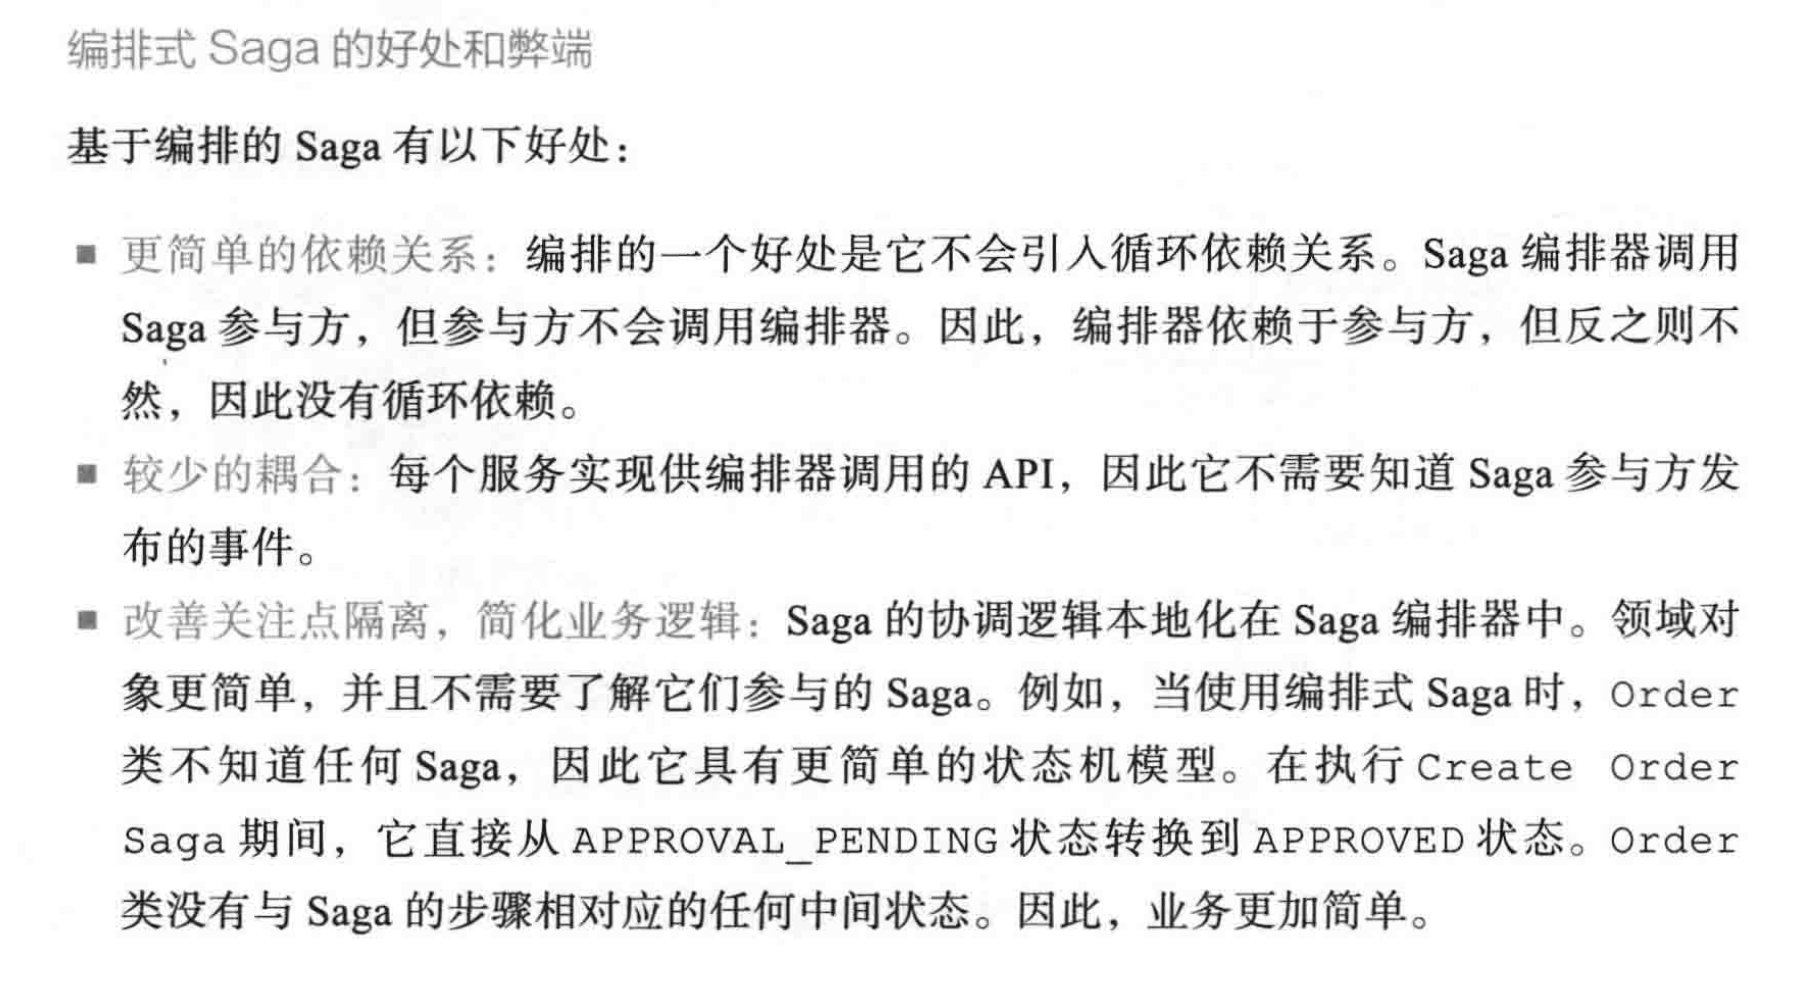 编排式 Saga 的好处和弊端
基于编排的 Saga 有以下好处：
■ 更简单的依赖关系：编排的一个好处是它不会引入循环依赖关系。Saga 编排器调用
Saga 参与方，但参与方不会调用编排器。因此，编排器依赖于参与方，但反之则不
然，因此没有循环依赖。
■ 较少的耦合：每个服务实现供编排器调用的 API，因此它不需要知道 Saga 参与方发
布的事件。
■ 改善关注点隔离，简化业务逻辑：Saga 的协调逻辑本地化在 Saga 编排器中。领域对
象更简单，并且不需要了解它们参与的 Saga。例如，当使用编排式 Saga 时，Order
类不知道任何 Saga，因此它具有更简单的状态机模型。在执行 Create Order
Saga 期间，它直接从 APPROVAL_PENDING 状态转换到 APPROVED 状态。Order
类没有与 Saga 的步骤相对应的任何中间状态。因此，业务更加简单。